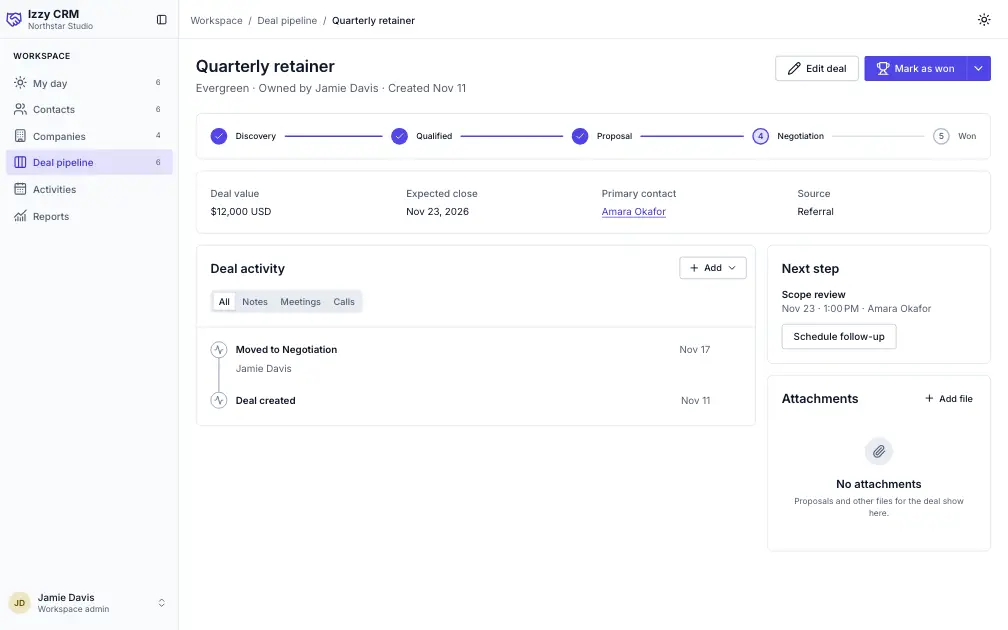 Izzy CRM
Northstar Studio
Workspace / Deal pipeline / Quarterly retainer
WORKSPACE
My day 6
Contacts 6
Companies 4
Deal pipeline 6
Activities
Reports
Quarterly retainer
Evergreen · Owned by Jamie Davis · Created Nov 11
Edit deal
Mark as won
Discovery
Qualified
Proposal
4 Negotiation
5 Won
Deal value
$12,000 USD
Expected close
Nov 23, 2026
Primary contact
Amara Okafor
Source
Referral
Deal activity
Add
All Notes Meetings Calls
Moved to Negotiation Nov 17
Jamie Davis
Deal created Nov 11
Next step
Scope review
Nov 23 · 1:00 PM · Amara Okafor
Schedule follow-up
Attachments
Add file
No attachments
Proposals and other files for the deal show
here.
JD
Jamie Davis
Workspace admin